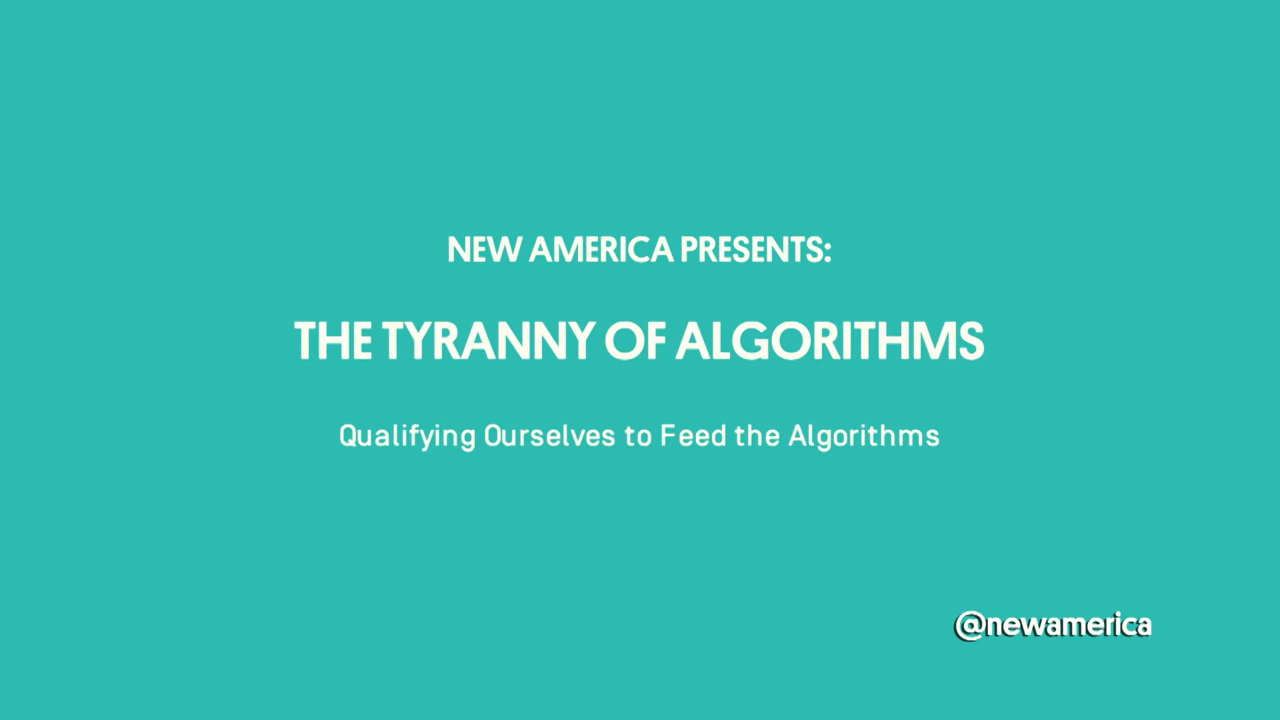 NEW AMERICA PRESENTS:
THE TYRANNY OF ALGORITHMS
Qualifying Ourselves to Feed the Algorithms
@newamerica